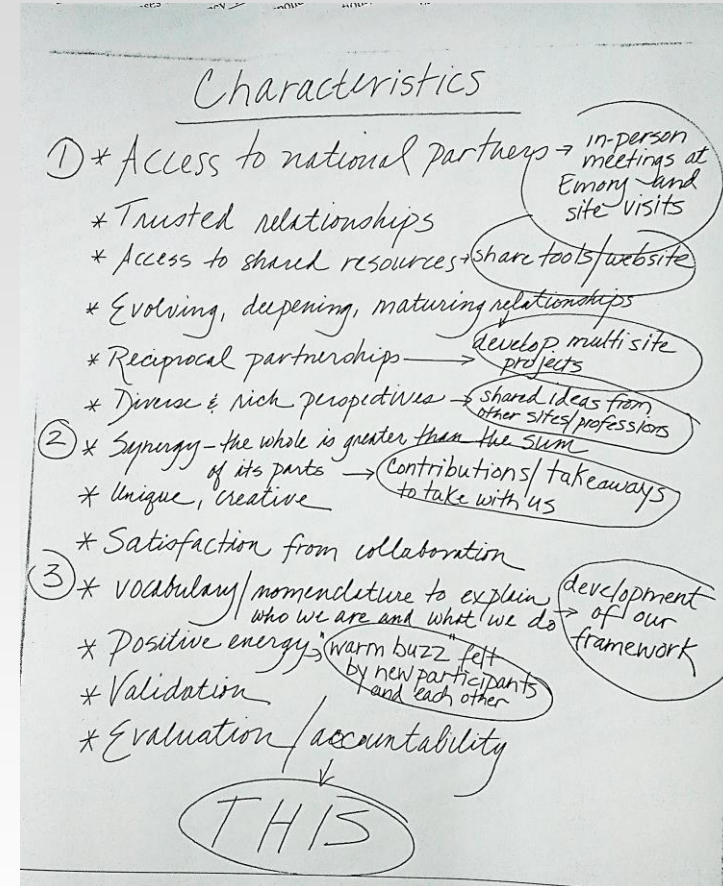 Characteristics
① * Access to national partners → in-person
meetings at
Emory and
site visits
* Trusted relationships
* Access to shared resources → share tools/website
* Evolving, deepening, maturing relationships
* Reciprocal partnerships → develop multi site
projects
* Diverse & rich perspectives → shared ideas from
other sites/professions
② * Synergy - the whole is greater than the sum
of its parts → contributions/takeaways
to take with us
* Unique, creative
* Satisfaction from collaboration
③ * vocabulary/nomenclature to explain
who we are and what we do → development
of our
framework
* Positive energy → "warm buzz" felt
by new participants
and each other
* Validation
* Evaluation/accountability
↓
THIS